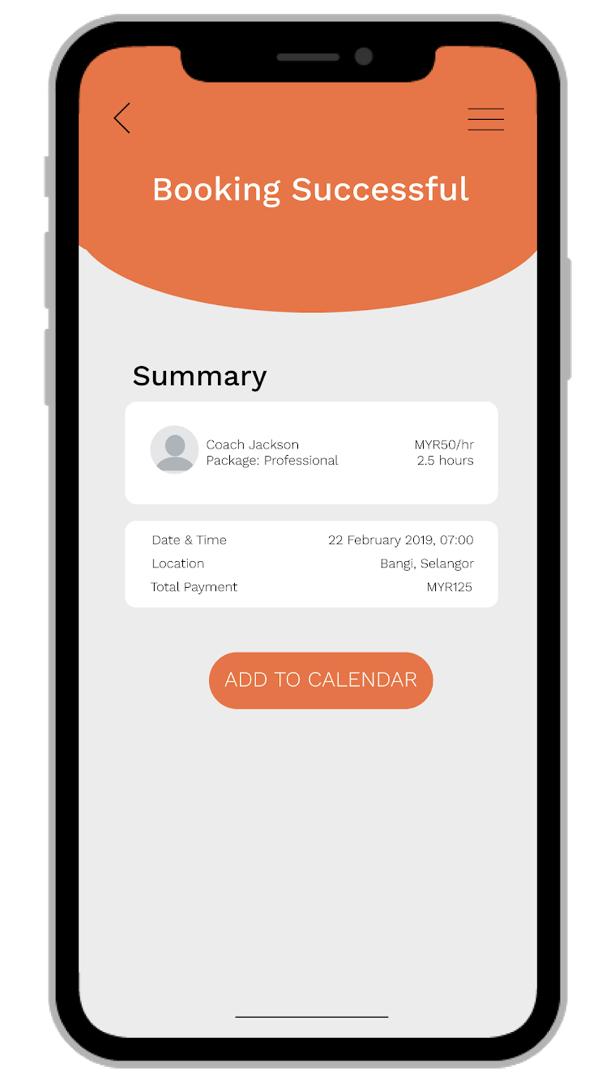 Booking Successful
Summary
Coach Jackson MYR50/hr
Package: Professional 2.5 hours
Date & Time 22 February 2019, 07:00
Location Bangi, Selangor
Total Payment MYR125
ADD TO CALENDAR